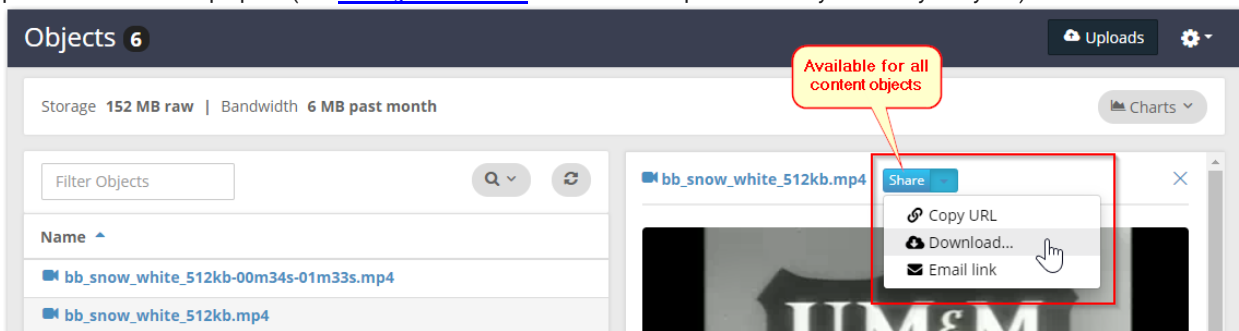 Objects 6
Uploads
Available for all
content objects
Storage 152 MB raw | Bandwidth 6 MB past month
Charts
Filter Objects
bb_snow_white_512kb.mp4
Share
Copy URL
Name
Download...
Email link
bb_snow_white_512kb-00m34s-01m33s.mp4
bb_snow_white_512kb.mp4
UM&M